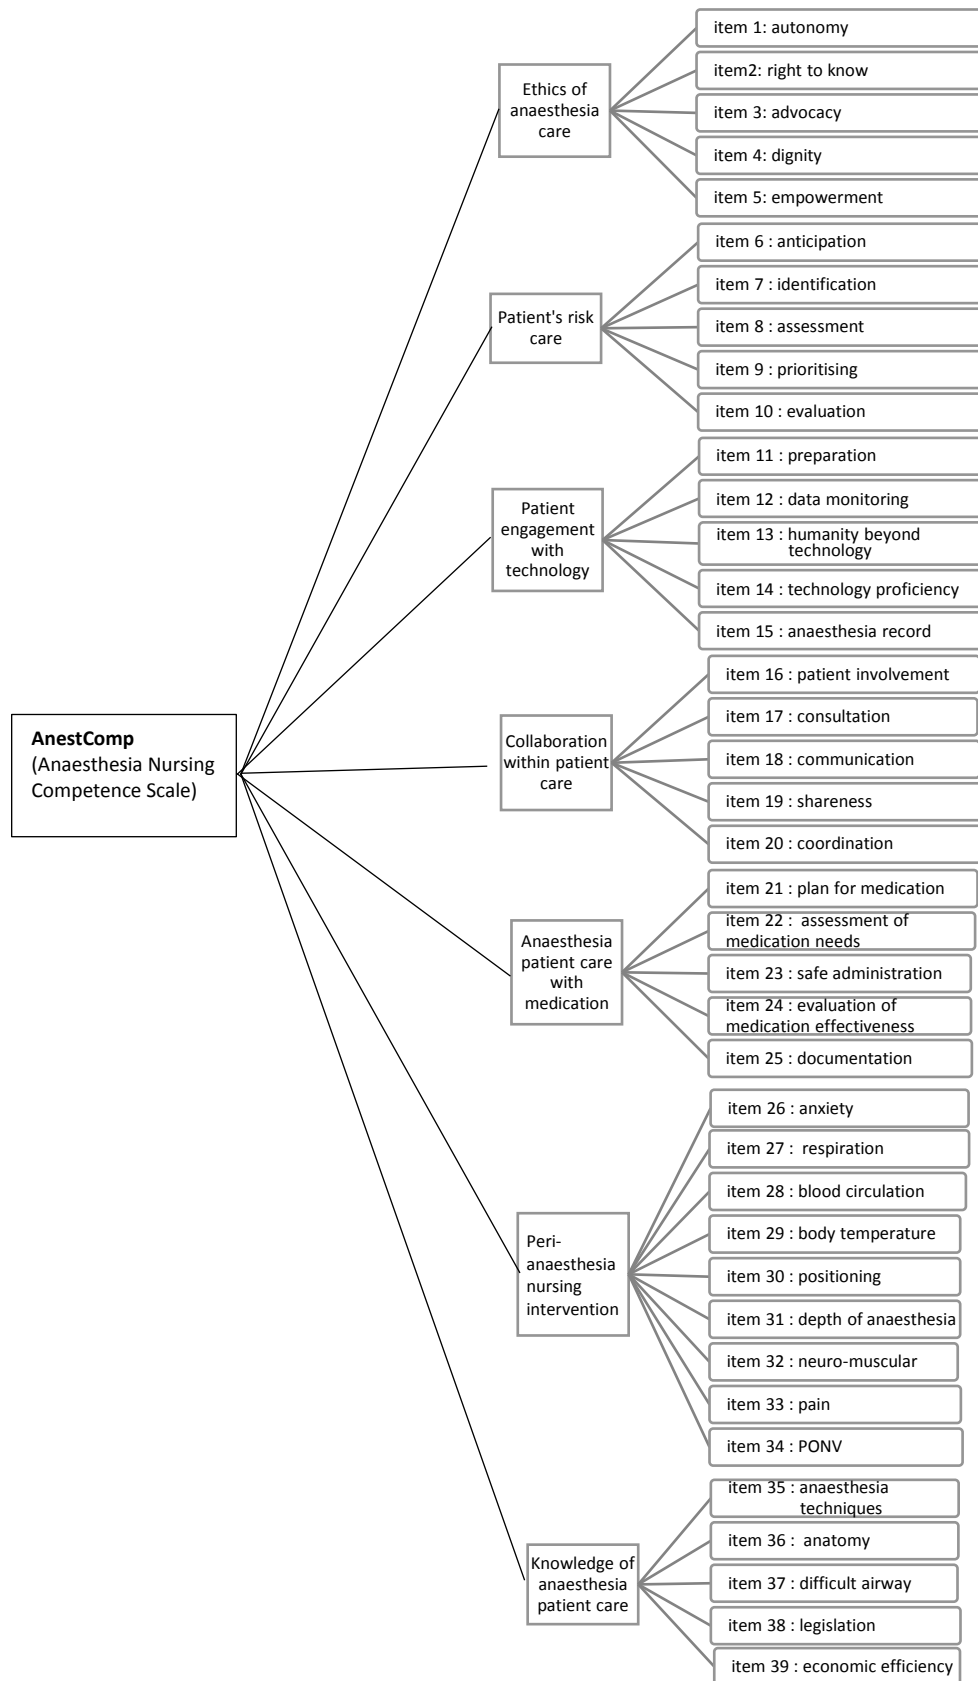 item 1: autonomy
item2: right to know
Ethics of
anaesthesia
care
item 3: advocacy
item 4: dignity
item 5: empowerment
item 6 : anticipation
item 7 : identification
Patient's risk
care
item 8 : assessment
item 9 : prioritising
item 10 : evaluation
item 11 : preparation
item 12 : data monitoring
Patient
engagement
with
technology
item 13 : humanity beyond
technology
item 14 : technology proficiency
item 15 : anaesthesia record
AnestComp
(Anaesthesia Nursing
Competence Scale)
item 16 : patient involvement
item 17 : consultation
Collaboration
within patient
care
item 18 : communication
item 19 : shareness
item 20 : coordination
item 21 : plan for medication
item 22 : assessment of
medication needs
Anaesthesia
patient care
with
medication
item 23 : safe administration
item 24 : evaluation of
medication effectiveness
item 25 : documentation
item 26 : anxiety
item 27 : respiration
item 28 : blood circulation
item 29 : body temperature
Peri-
anaesthesia
nursing
intervention
item 30 : positioning
item 31 : depth of anaesthesia
item 32 : neuro-muscular
item 33 : pain
item 34 : PONV
item 35 : anaesthesia
techniques
item 36 : anatomy
Knowledge of
anaesthesia
patient care
item 37 : difficult airway
item 38 : legislation
item 39 : economic efficiency